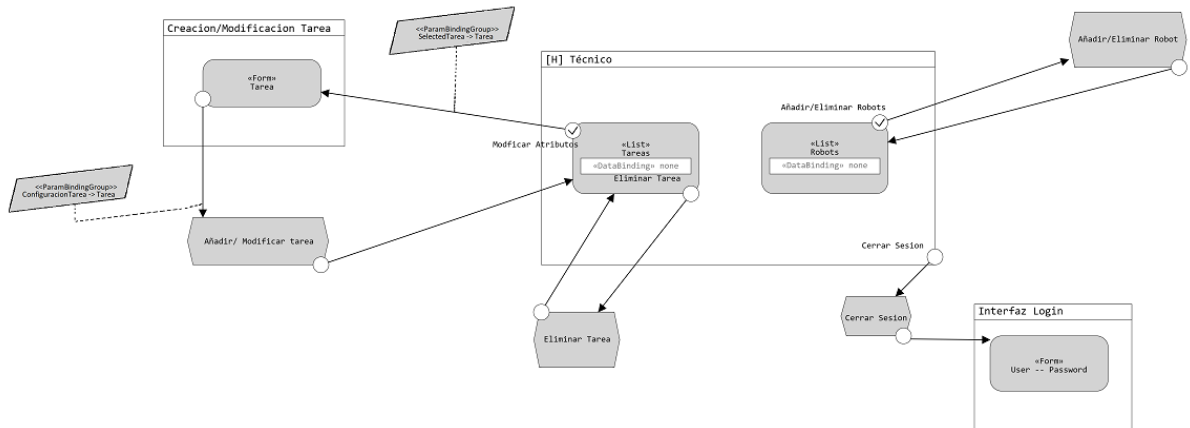 Creacion/Modificacion Tarea
«Form»
Tarea
<<ParamBindingGroup>>
SelectedTarea -> Tarea
[H] Técnico
Añadir/Eliminar Robot
Añadir/Eliminar Robots
Modficar Atributos
«List»
Tareas
«DataBinding» none
Eliminar Tarea
«List»
Robots
«DataBinding» none
<<ParamBindingGroup>>
ConfiguracionTarea -> Tarea
Añadir/ Modificar tarea
Cerrar Sesion
Eliminar Tarea
Cerrar Sesion
Interfaz Login
«Form»
User -- Password